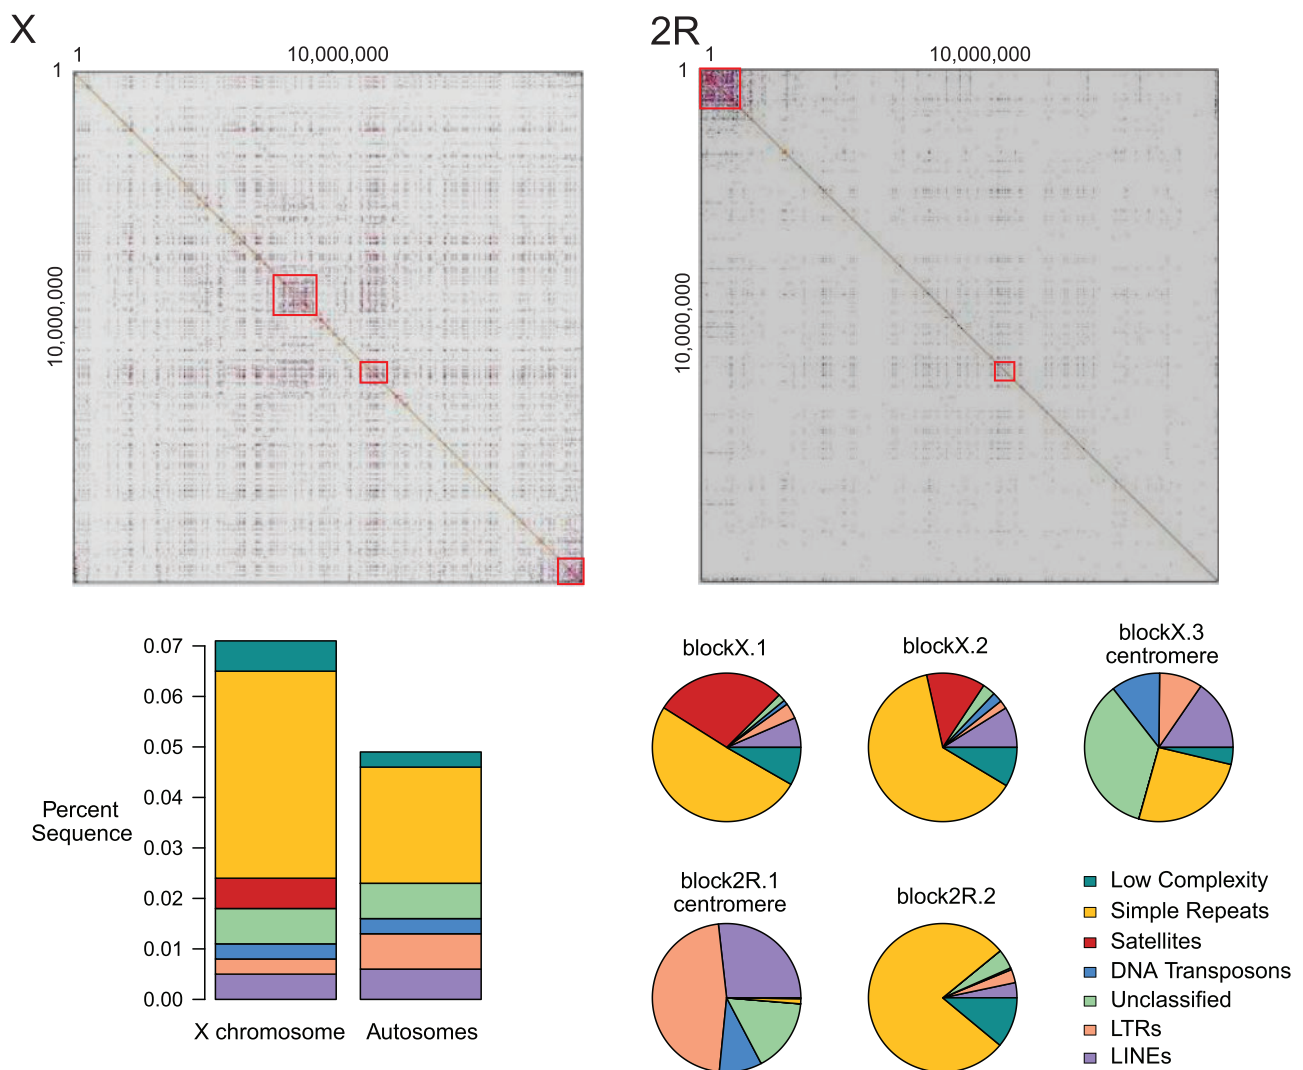 X
1
10,000,000
1
10,000,000
2R
1
10,000,000
1
10,000,000
0.07
0.06
0.05
0.04
0.03
0.02
0.01
0.00
Percent
Sequence
X chromosome
Autosomes
blockX.1
blockX.2
blockX.3
centromere
block2R.1
centromere
block2R.2
Low Complexity
Simple Repeats
Satellites
DNA Transposons
Unclassified
LTRs
LINEs